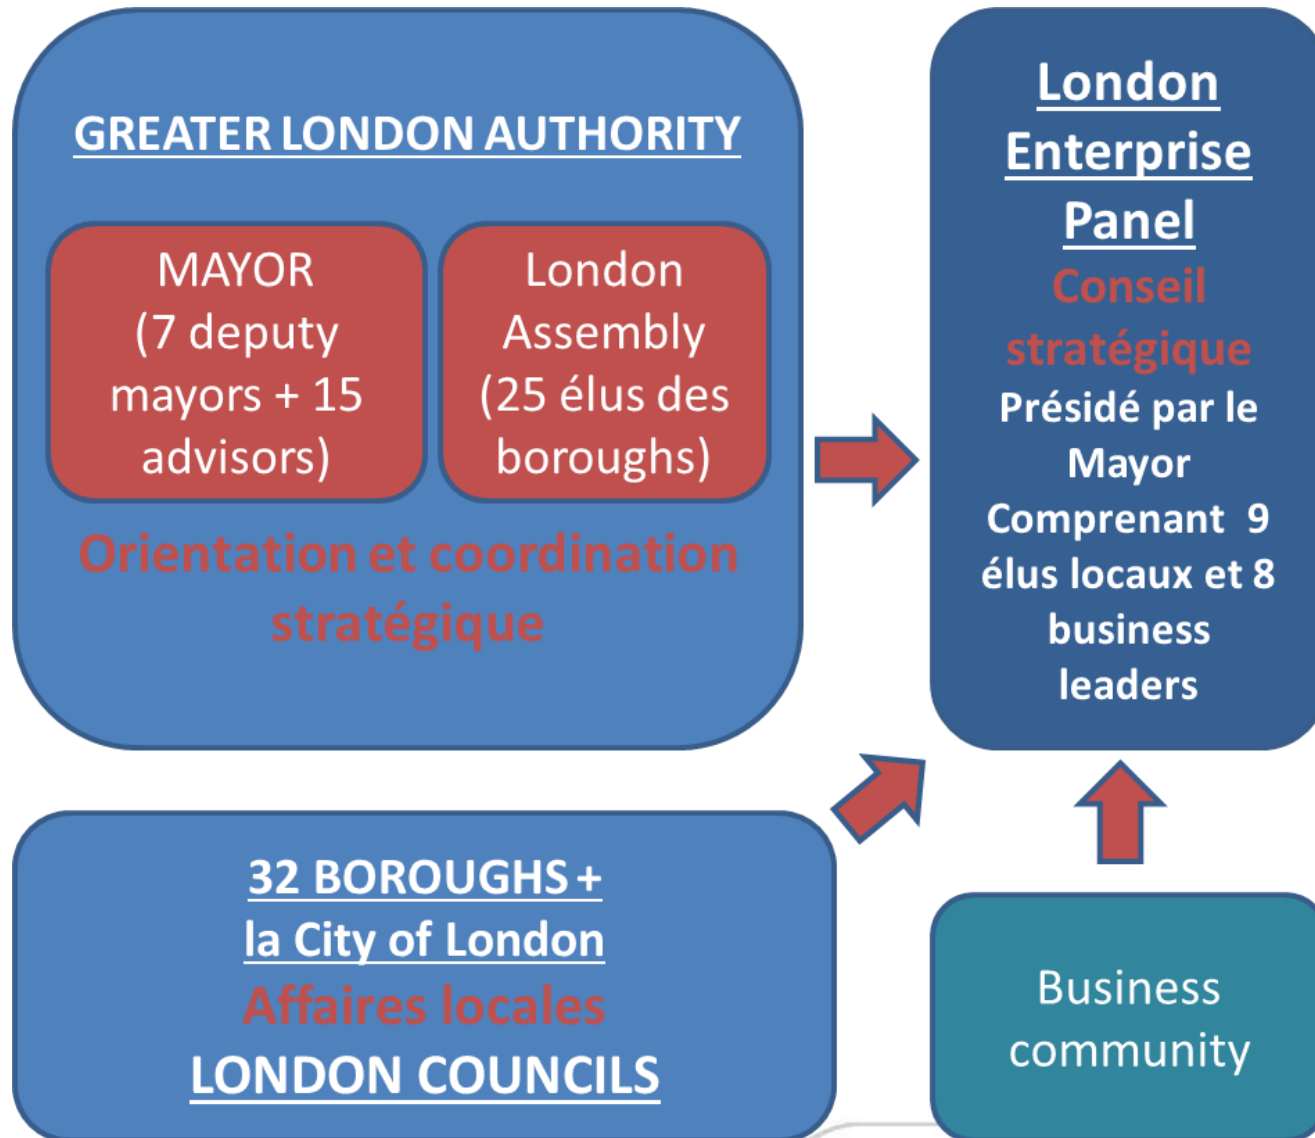 GREATER LONDON AUTHORITY
MAYOR
(7 deputy
mayors + 15
advisors)
London
Assembly
(25 élus des
boroughs)
Orientation et coordination
stratégique
London
Enterprise
Panel
Conseil
stratégique
Présidé par le
Mayor
Comprenant 9
élus locaux et 8
business
leaders
32 BOROUGHS +
la City of London
Affaires locales
LONDON COUNCILS
Business
community